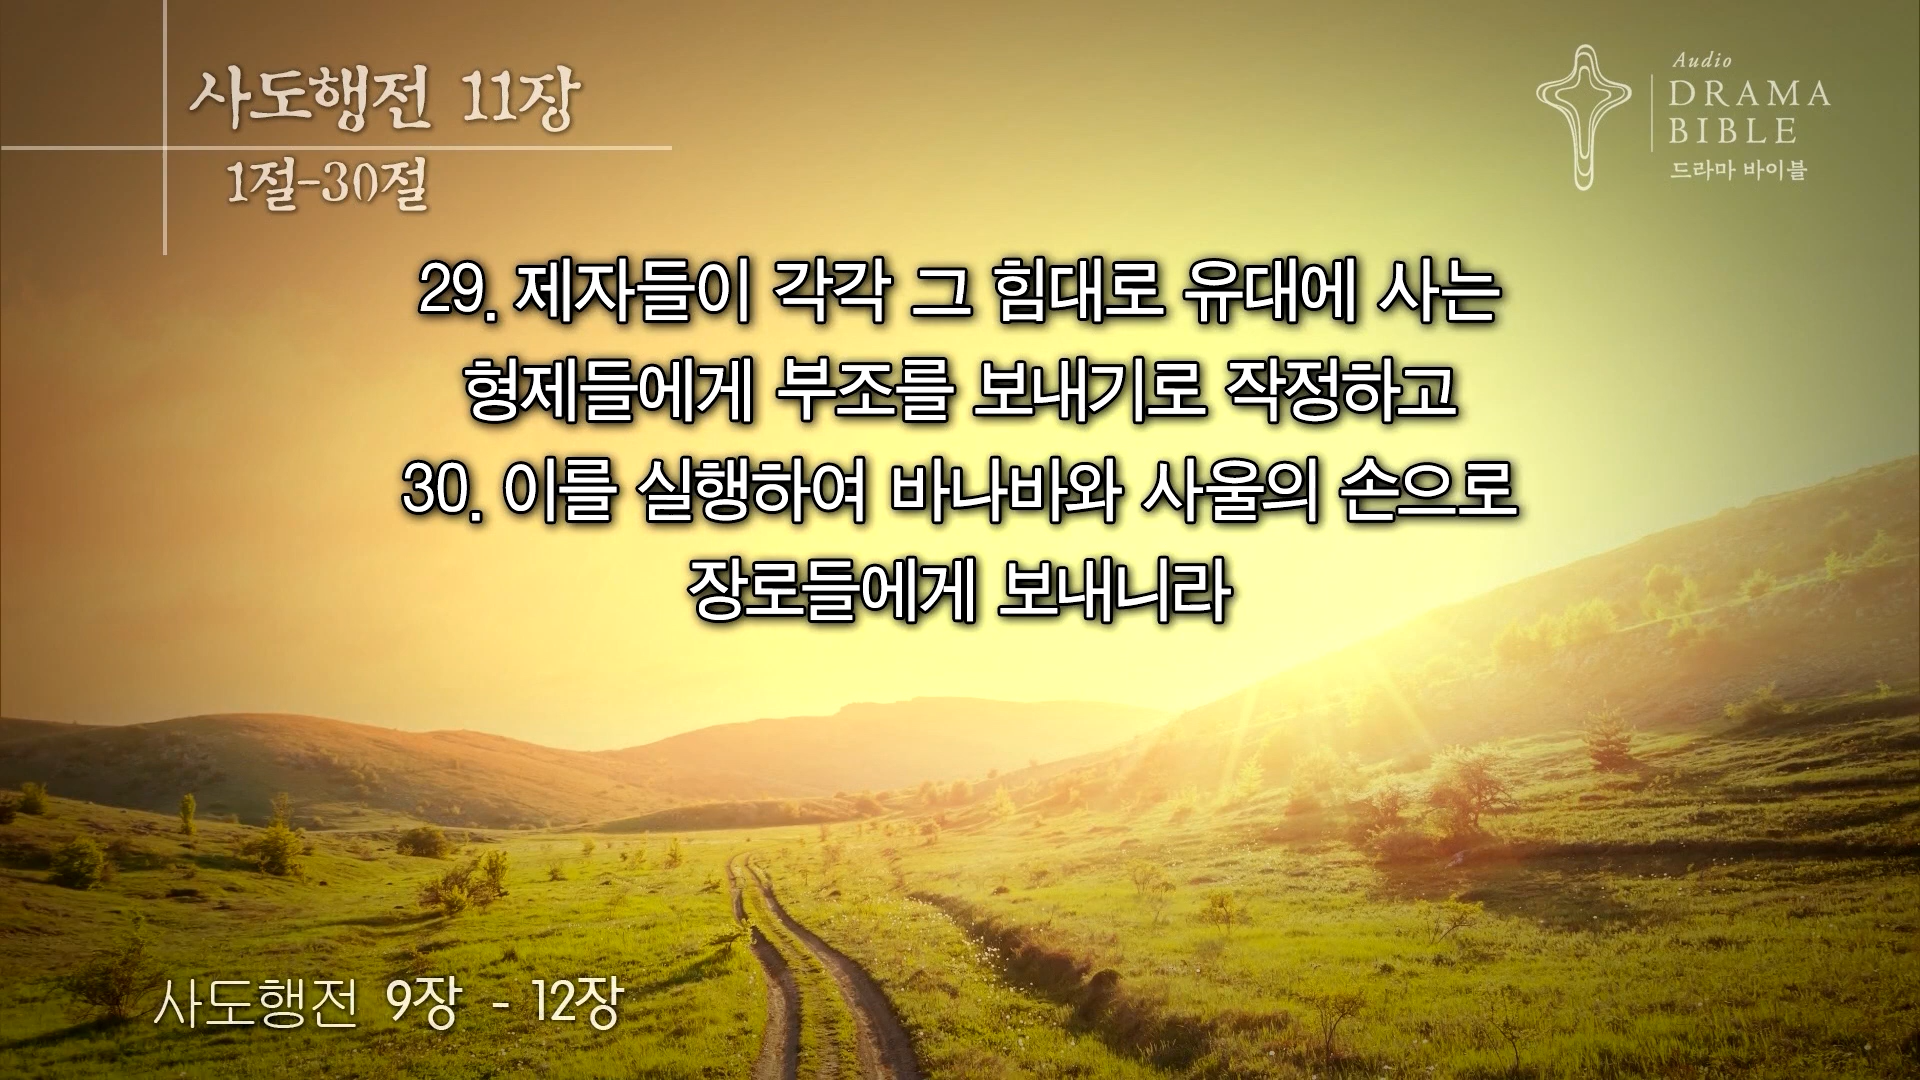 사도행전 11장
1절-30절
Audio
DRAMA
BIBLE
드라마 바이블
29. 제자들이 각각 그 힘대로 유대에 사는
형제들에게 부조를 보내기로 작정하고
30. 이를 실행하여 바나바와 사울의 손으로
장로들에게 보내니라
사도행전 9장 - 12장